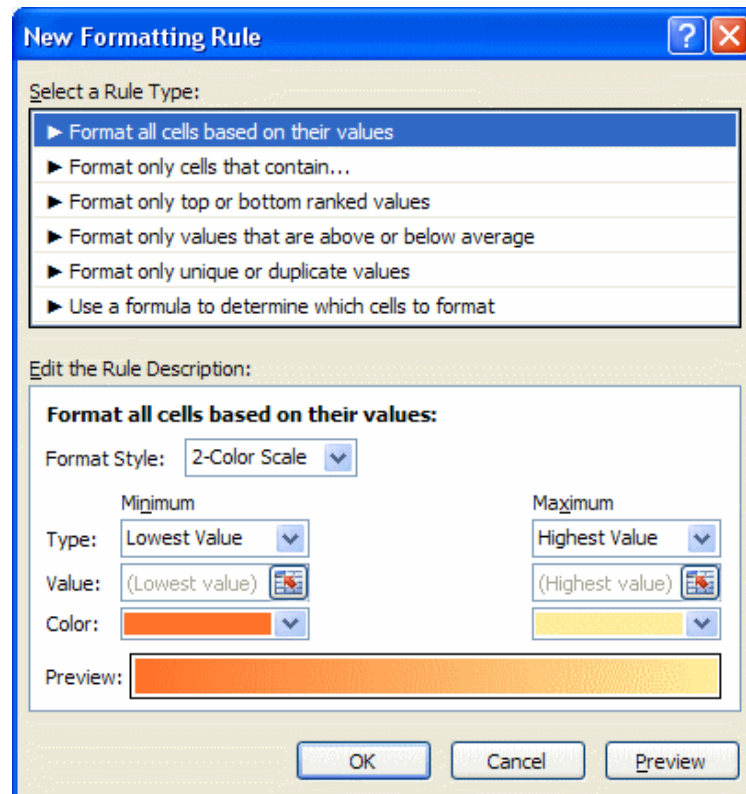 New Formatting Rule
Select a Rule Type:
► Format all cells based on their values
► Format only cells that contain...
► Format only top or bottom ranked values
► Format only values that are above or below average
► Format only unique or duplicate values
► Use a formula to determine which cells to format
Edit the Rule Description:
Format all cells based on their values:
Format Style: 2-Color Scale
Minimum Maximum
Type: Lowest Value Highest Value
Value: (Lowest value) (Highest value)
Color:
Preview:
OK Cancel Preview